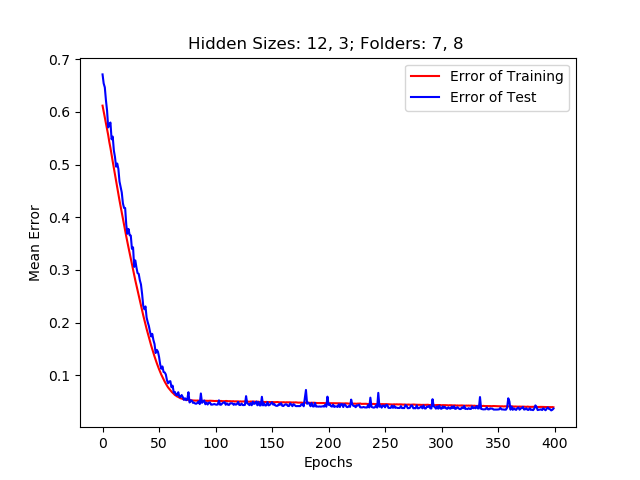 Hidden Sizes: 12, 3; Folders: 7, 8
Error of Training
Error of Test
Mean Error
0.7
0.6
0.5
0.4
0.3
0.2
0.1
0 50 100 150 200 250 300 350 400
Epochs